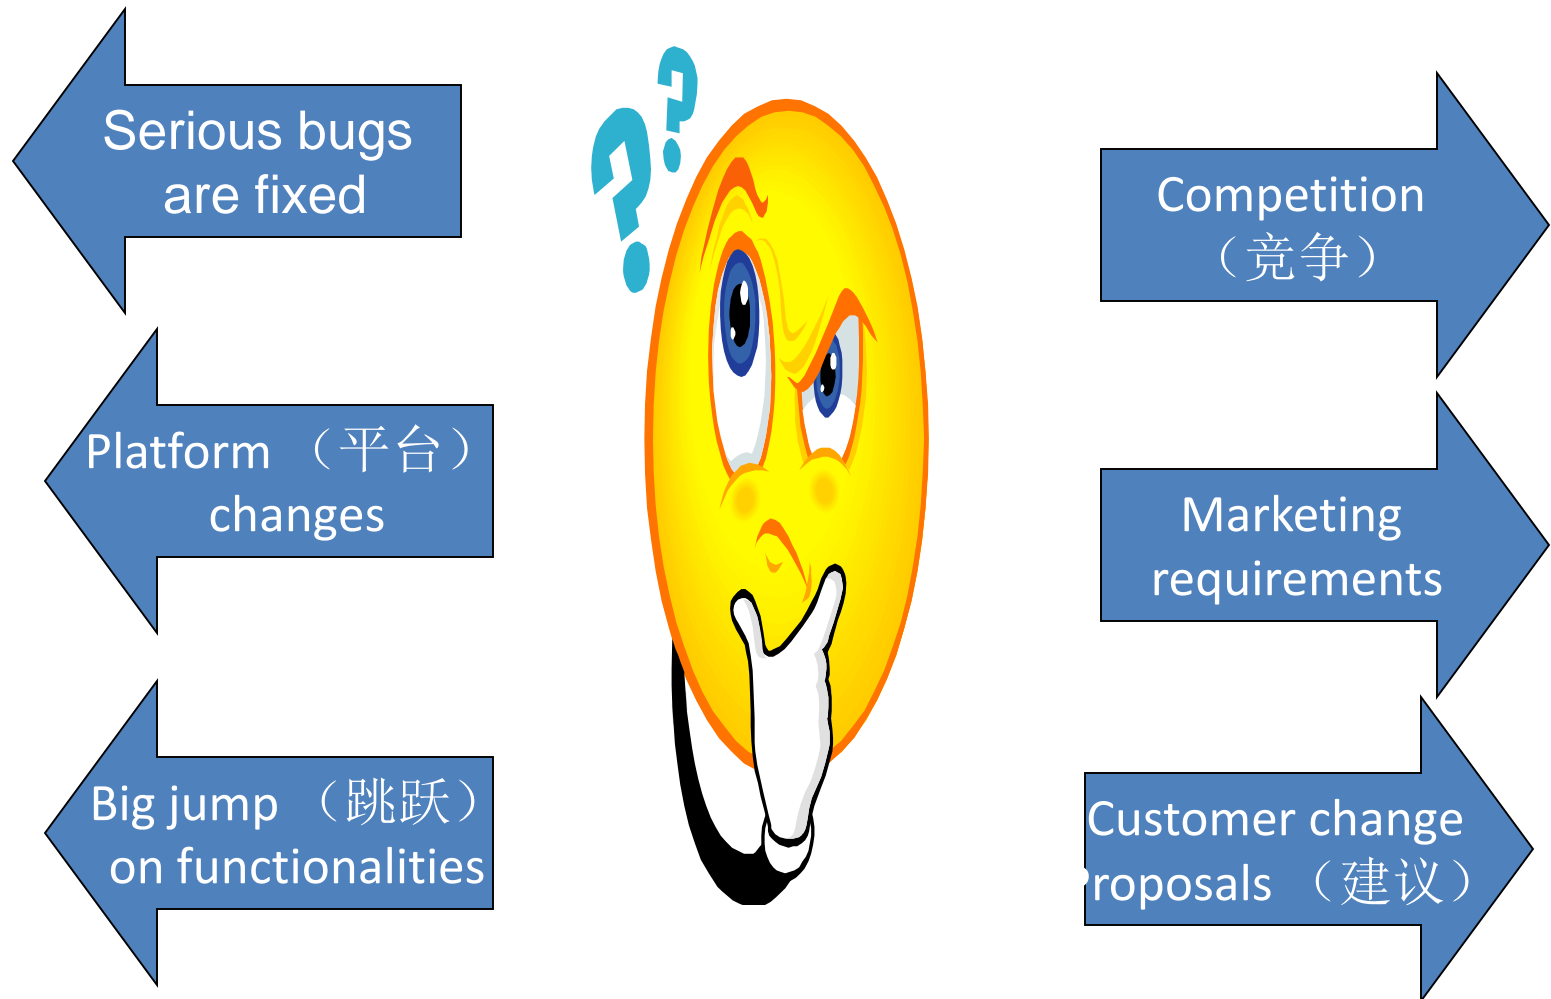 Serious bugs
are fixed
Platform （平台）
changes
Big jump （跳跃）
on functionalities
Competition
（竞争）
Marketing
requirements
Customer change
Proposals （建议）